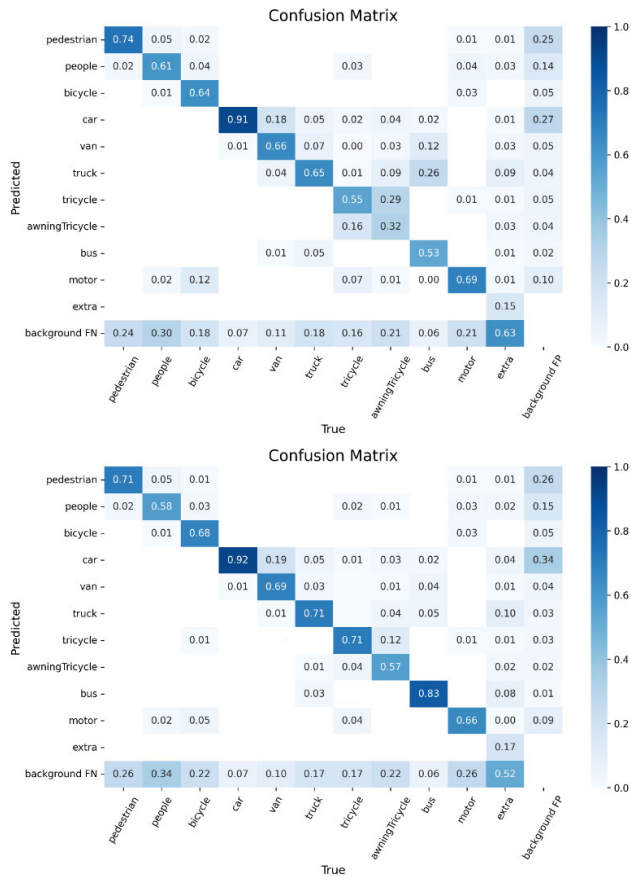 Confusion Matrix
pedestrian 0.74 0.05 0.02 0.01 0.01 0.25 1.0
people 0.02 0.61 0.04 0.03 0.04 0.03 0.14
bicycle 0.01 0.64 0.03 0.05 0.8
car 0.91 0.18 0.05 0.02 0.04 0.02 0.01 0.27
van 0.01 0.66 0.07 0.00 0.03 0.12 0.03 0.05 0.6
truck 0.04 0.65 0.01 0.09 0.26 0.09 0.04
Predicted
tricycle 0.55 0.29 0.01 0.01 0.05
awningTricycle 0.16 0.32 0.03 0.04 0.4
bus 0.01 0.05 0.53 0.01 0.02
motor 0.02 0.12 0.07 0.01 0.00 0.69 0.01 0.10 0.2
extra 0.15
background FN 0.24 0.30 0.18 0.07 0.11 0.18 0.16 0.21 0.06 0.21 0.63 0.0
pedestrian people bicycle car van truck tricycle awningTricycle bus motor extra background FP
True
Confusion Matrix
pedestrian 0.71 0.05 0.01 0.01 0.01 0.26 1.0
people 0.02 0.58 0.03 0.02 0.01 0.03 0.02 0.15
bicycle 0.01 0.68 0.03 0.05 0.8
car 0.92 0.19 0.05 0.01 0.03 0.02 0.04 0.34
van 0.01 0.69 0.03 0.01 0.04 0.01 0.04 0.6
truck 0.01 0.71 0.04 0.05 0.10 0.03
Predicted
tricycle 0.01 0.71 0.12 0.01 0.01 0.03
awningTricycle 0.01 0.04 0.57 0.02 0.02 0.4
bus 0.03 0.83 0.08 0.01
motor 0.02 0.05 0.04 0.66 0.00 0.09 0.2
extra 0.17
background FN 0.26 0.34 0.22 0.07 0.10 0.17 0.17 0.22 0.06 0.26 0.52 0.0
pedestrian people bicycle car van truck tricycle awningTricycle bus motor extra background FP
True